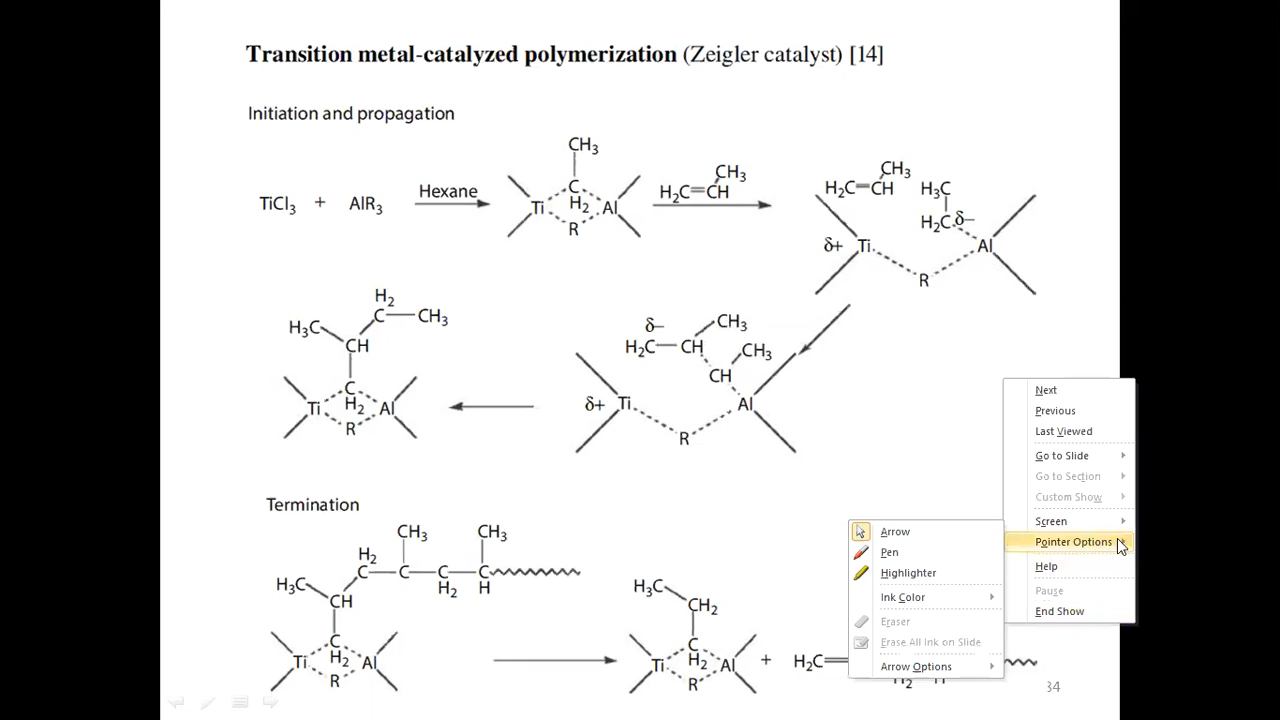 Transition metal-catalyzed polymerization (Zeigler catalyst) [14]
Initiation and propagation
TiCl3 + AlR3
Hexane
CH3
C
H2
Ti
Al
R
H2C=CH
CH3
H2C=CH
CH3
H3C
H2C
δ–
δ+
Ti
Al
R
H2
C
CH3
H3C
CH
C
H2
Ti
Al
R
δ–
H2C
CH
CH3
CH3
CH
δ+
Ti
Al
R
Termination
CH3
CH3
H2
C
C
C
C
H2
H
H3C
CH
C
H2
Ti
Al
R
H3C
CH2
C
H2
Ti
Al
R
+
H2C=
H2
34
Next
Previous
Last Viewed
Go to Slide
Go to Section
Custom Show
Screen
Pointer Options
Help
Pause
End Show
Arrow
Pen
Highlighter
Ink Color
Eraser
Erase All Ink on Slide
Arrow Options